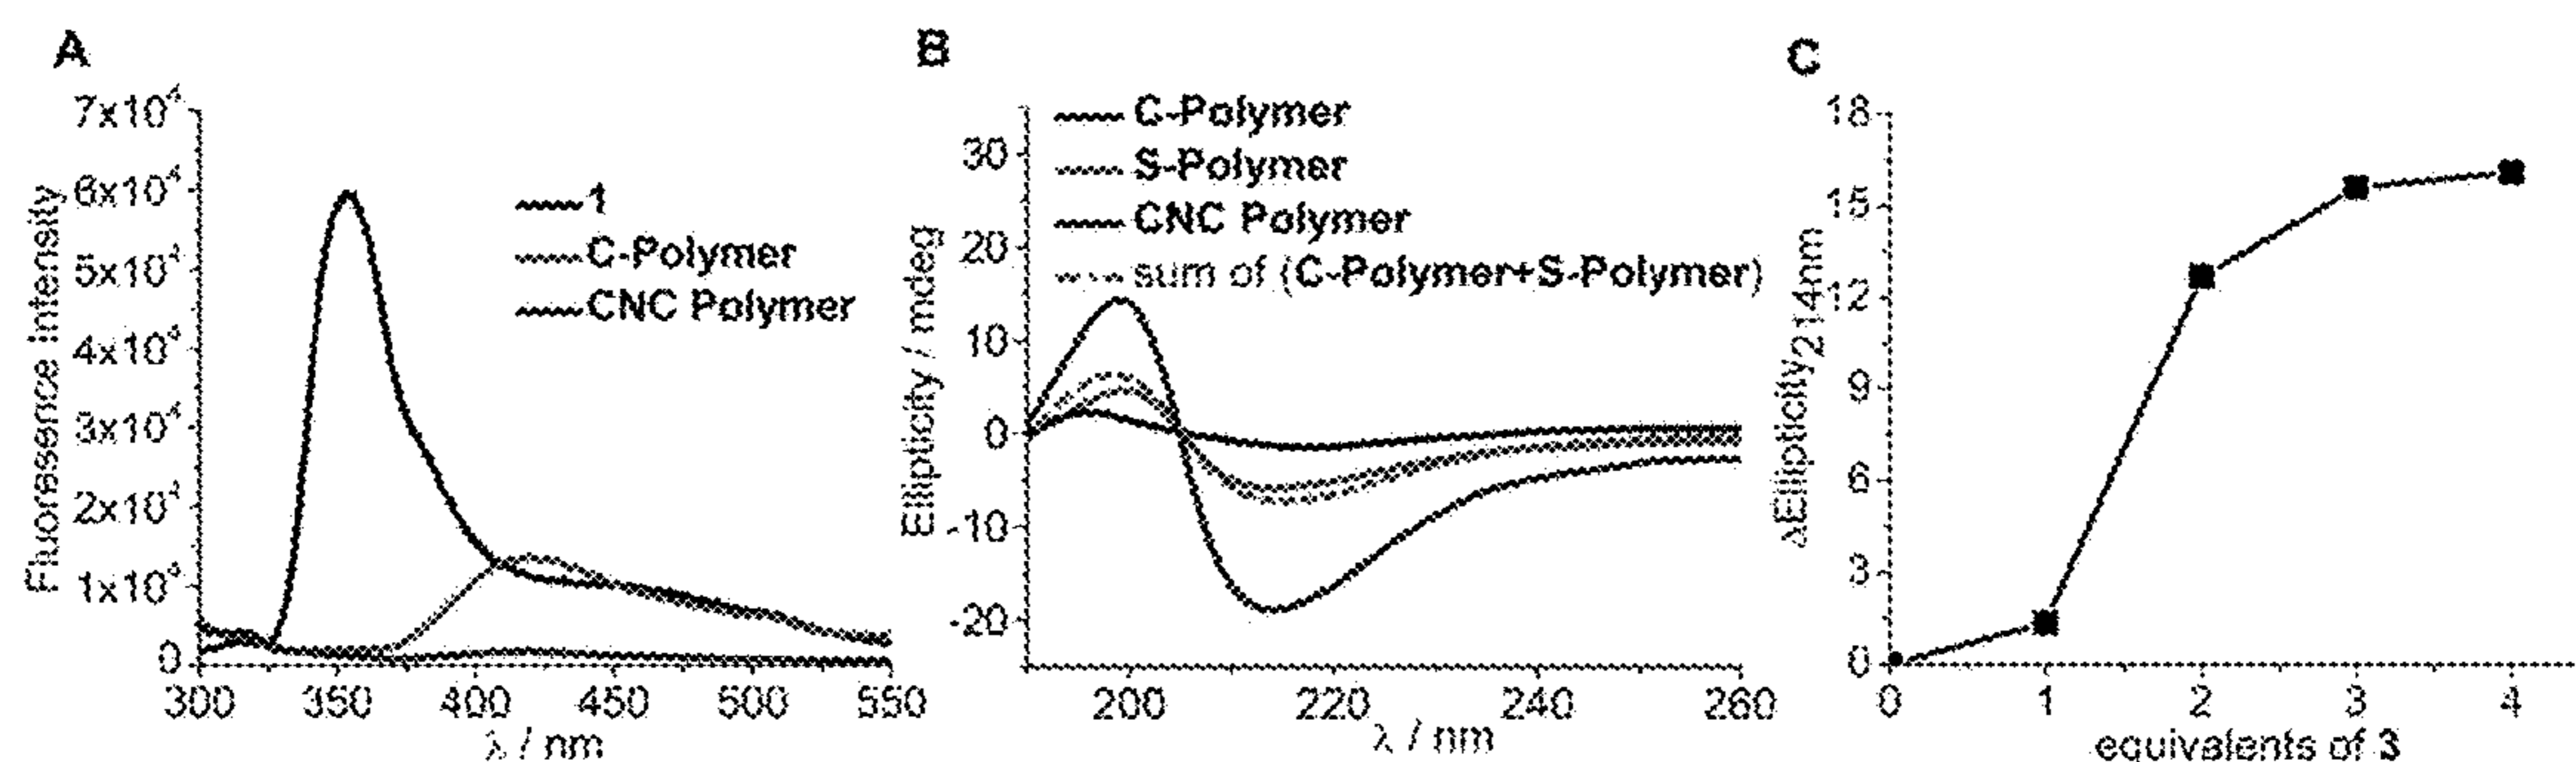 A
7x10⁴
6x10⁴
5x10⁴
4x10⁴
3x10⁴
2x10⁴
1x10⁴
0
Fluorescence Intensity
1
C-Polymer
CNC Polymer
300 350 400 450 500 550
λ / nm
B
30
20
10
0
-10
-20
Ellipticity / mdeg
C-Polymer
S-Polymer
CNC Polymer
sum of (C-Polymer+S-Polymer)
200 220 240 260
λ / nm
C
18
15
12
9
6
3
0
ΔEllipticity214nm
0 1 2 3 4
equivalents of 3